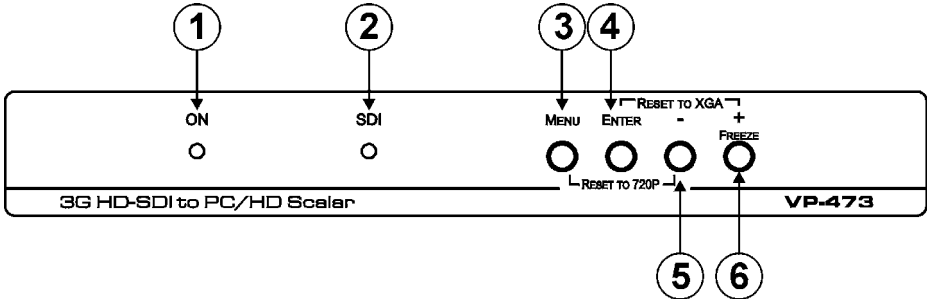 1 2 3 4
RESET TO XGA
ON SDI MENU ENTER - +
FREEZE
RESET TO 720P
3G HD-SDI to PC/HD Scalar VP-473
5 6